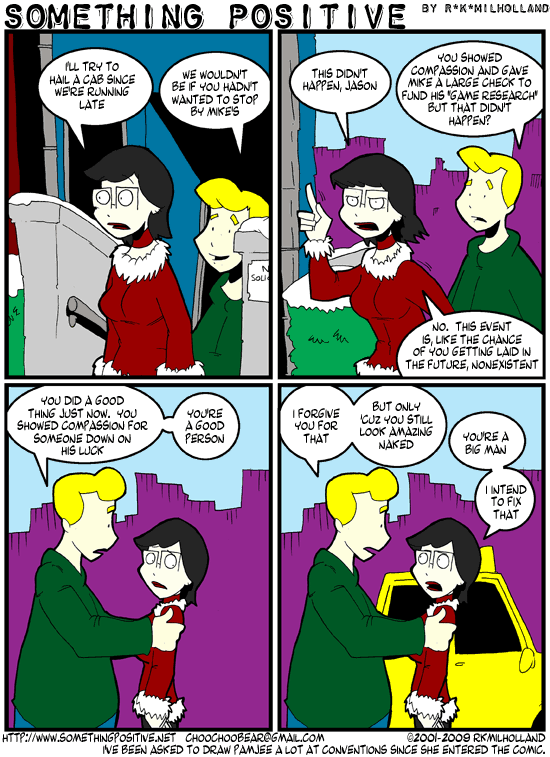 SOMETHING POSITIVE BY R*K*MILHOLLAND
I'LL TRY TO
HAIL A CAB SINCE
WE'RE RUNNING
LATE
WE WOULDN'T
BE IF YOU HADN'T
WANTED TO STOP
BY MIKE'S
N
SOLIC
THIS DIDN'T
HAPPEN, JASON
YOU SHOWED
COMPASSION AND GAVE
MIKE A LARGE CHECK TO
FUND HIS "GAME RESEARCH"
BUT THAT DIDN'T
HAPPEN?
NO. THIS EVENT
IS, LIKE THE CHANCE
OF YOU GETTING LAID IN
THE FUTURE, NONEXISTENT
YOU DID A GOOD
THING JUST NOW. YOU
SHOWED COMPASSION FOR
SOMEONE DOWN ON
HIS LUCK
YOU'RE
A GOOD
PERSON
I FORGIVE
YOU FOR
THAT
BUT ONLY
'CUZ YOU STILL
LOOK AMAZING
NAKED
YOU'RE A
BIG MAN
I INTEND
TO FIX
THAT
HTTP://WWW.SOMETHINGPOSITIVE.NET CHOOCHOOBEAR@GMAIL.COM ©2001-2009 RKMILHOLLAND
I'VE BEEN ASKED TO DRAW PAMJEE A LOT AT CONVENTIONS SINCE SHE ENTERED THE COMIC.